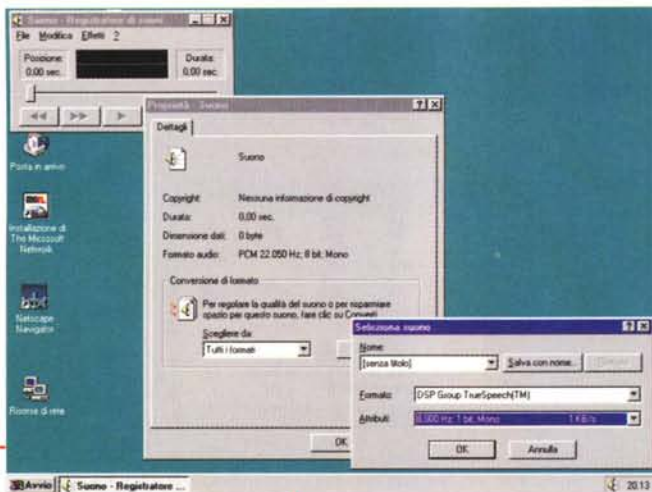 Suono - Registratore di suoni
File Modifica Effetti ?
Posizione:
0,00 sec.
Durata:
0,00 sec.
Posta in arrivo
Installazione di
The Microsoft
Network
Netscape
Navigator
Risorse di rete
Proprietà - Suono
Dettagli
Suono
Copyright: Nessuna informazione di copyright
Durata: 0,00 sec.
Dimensione dati: 0 byte
Formato audio: PCM 22.050 Hz; 8 bit; Mono
Conversione di formato
Per regolare la qualità del suono o per risparmiare
spazio per questo suono, fare clic su Converti
Scegliere da:
Tutti i formati
OK
Seleziona suono
Nome:
[senza titolo]
Salva con nome...
Formato: DSP Group TrueSpeech(TM)
Attributi: 8.000 Hz; 1 bit; Mono 1 KB/s
OK Annulla
Avvio Suono - Registratore ... 20.13